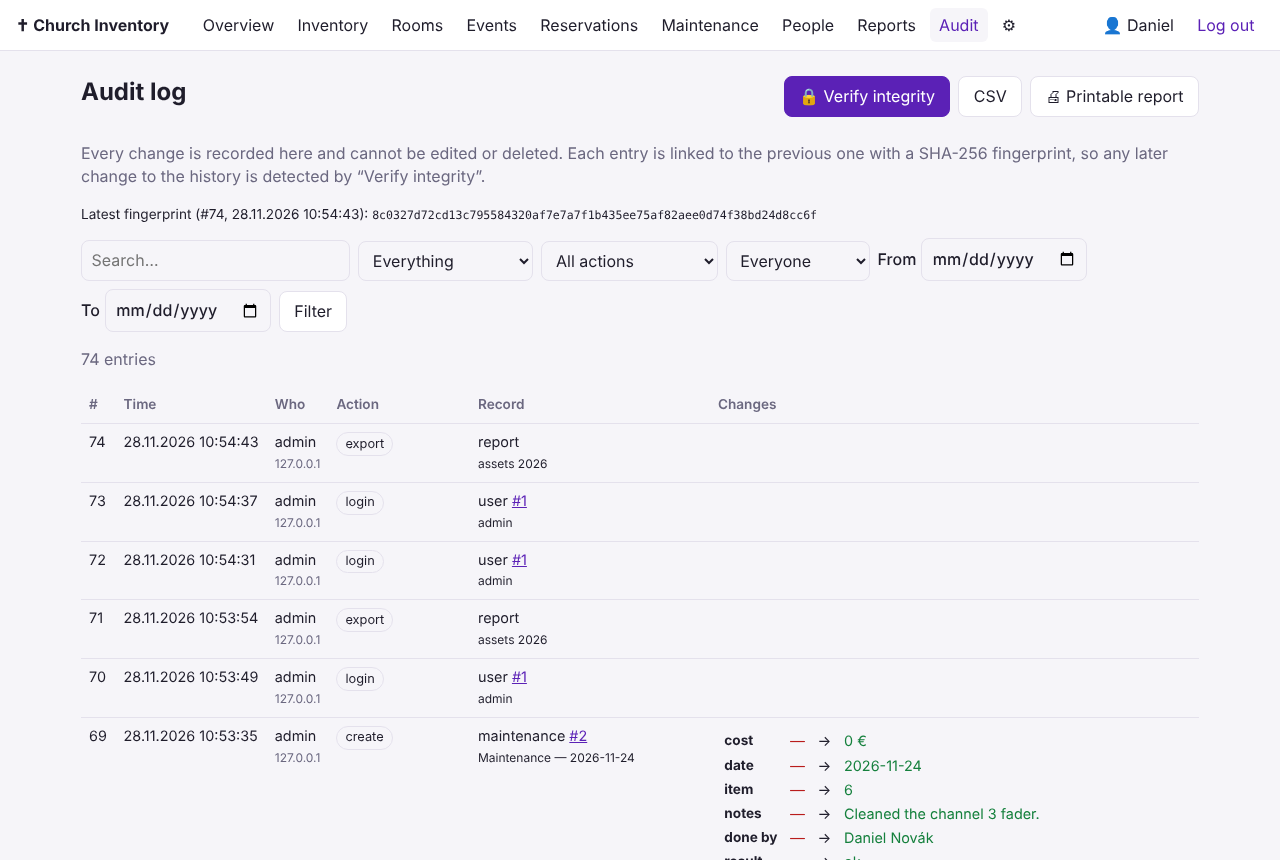 ✝ Church Inventory Overview Inventory Rooms Events Reservations Maintenance People Reports Audit ⚙ 👤 Daniel Log out
Audit log
🔒 Verify integrity CSV 🖨 Printable report
Every change is recorded here and cannot be edited or deleted. Each entry is linked to the previous one with a SHA-256 fingerprint, so any later
change to the history is detected by “Verify integrity”.
Latest fingerprint (#74, 28.11.2026 10:54:43): 8c0327d72cd13c795584320af7e7a7f1b435ee75af82aee0d74f38bd24d8cc6f
Search... Everything All actions Everyone From mm/dd/yyyy
To mm/dd/yyyy Filter
74 entries
# Time Who Action Record Changes
74 28.11.2026 10:54:43 admin export report
127.0.0.1 assets 2026
73 28.11.2026 10:54:37 admin login user #1
127.0.0.1 admin
72 28.11.2026 10:54:31 admin login user #1
127.0.0.1 admin
71 28.11.2026 10:53:54 admin export report
127.0.0.1 assets 2026
70 28.11.2026 10:53:49 admin login user #1
127.0.0.1 admin
69 28.11.2026 10:53:35 admin create maintenance #2
127.0.0.1 Maintenance — 2026-11-24
cost — → 0 €
date — → 2026-11-24
item — → 6
notes — → Cleaned the channel 3 fader.
done by — → Daniel Novák